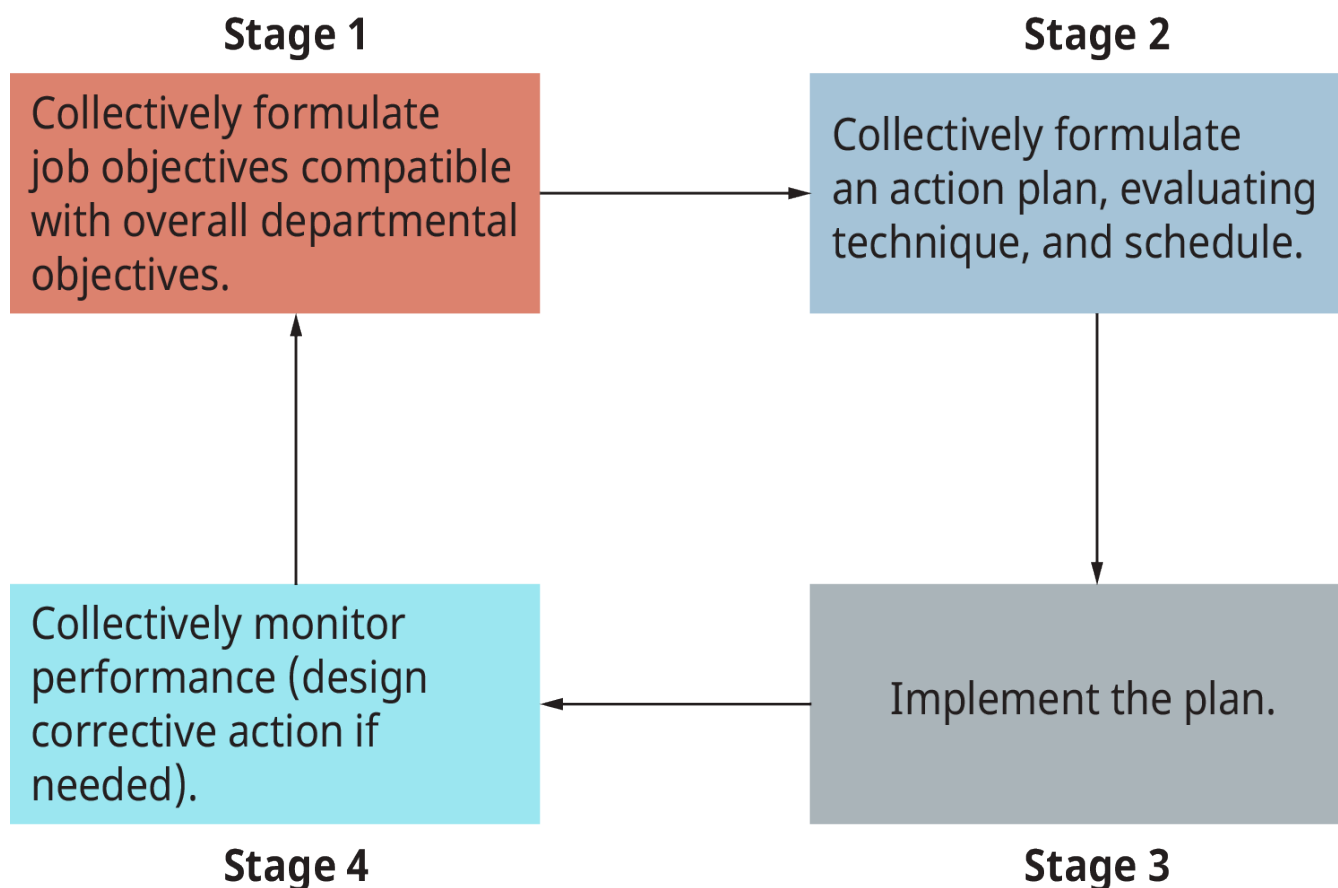 Stage 1
Collectively formulate
job objectives compatible
with overall departmental
objectives.
Stage 2
Collectively formulate
an action plan, evaluating
technique, and schedule.
Implement the plan.
Stage 3
Collectively monitor
performance (design
corrective action if
needed).
Stage 4